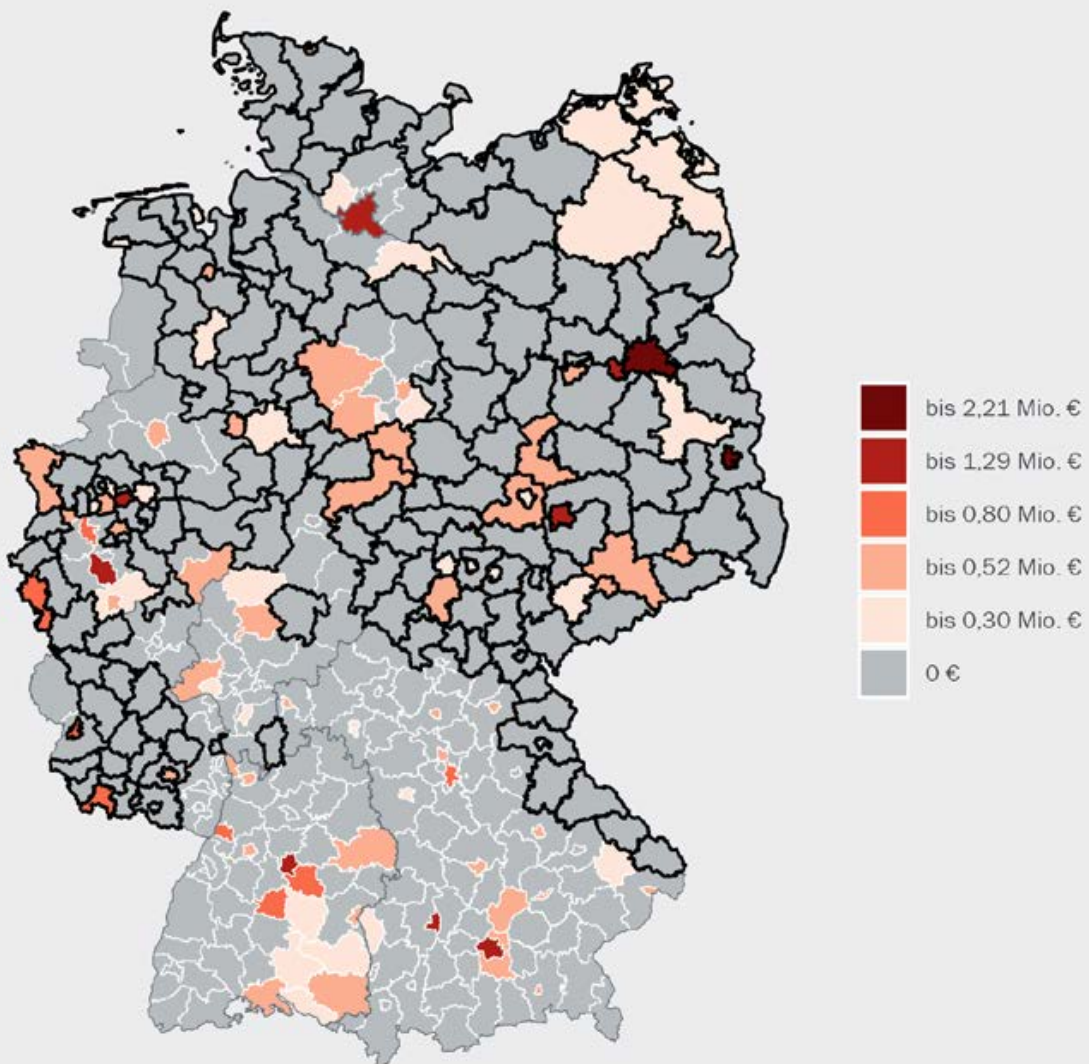 bis 2,21 Mio. €
bis 1,29 Mio. €
bis 0,80 Mio. €
bis 0,52 Mio. €
bis 0,30 Mio. €
0 €